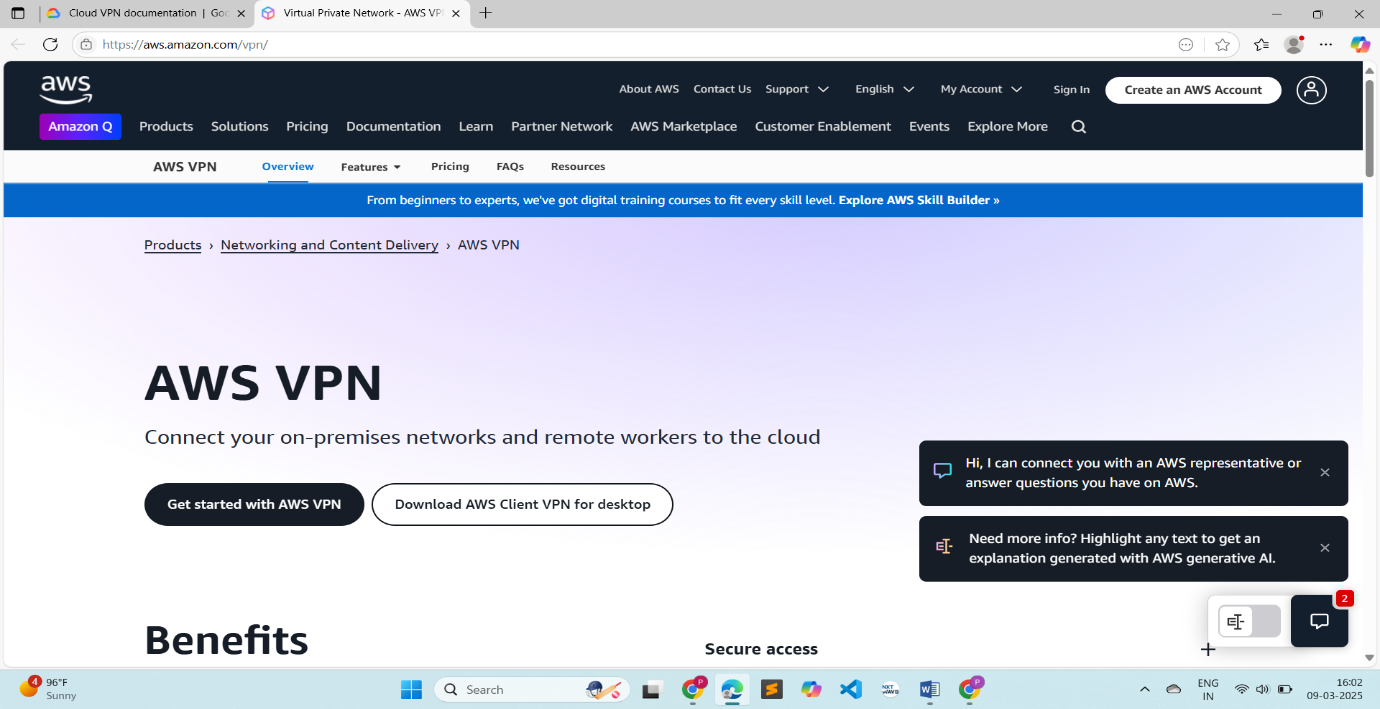 Cloud VPN documentation | Goo
Virtual Private Network - AWS VPN
https://aws.amazon.com/vpn/
aws
About AWS Contact Us Support English My Account Sign In Create an AWS Account
Amazon Q Products Solutions Pricing Documentation Learn Partner Network AWS Marketplace Customer Enablement Events Explore More
AWS VPN Overview Features Pricing FAQs Resources
From beginners to experts, we've got digital training courses to fit every skill level. Explore AWS Skill Builder »
Products › Networking and Content Delivery › AWS VPN
AWS VPN
Connect your on-premises networks and remote workers to the cloud
Get started with AWS VPN Download AWS Client VPN for desktop
Hi, I can connect you with an AWS representative or
answer questions you have on AWS.
Need more info? Highlight any text to get an
explanation generated with AWS generative AI.
2
Benefits
Secure access
4
96°F
Sunny
Search
P
NXT
WAVE
P
ENG
IN
16:02
09-03-2025